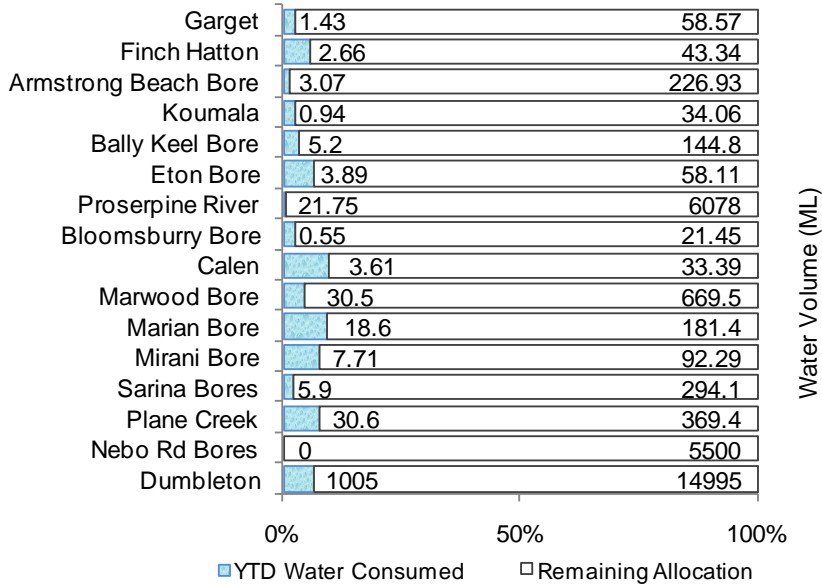 Garget 1.43 58.57
Finch Hatton 2.66 43.34
Armstrong Beach Bore 3.07 226.93
Koumala 0.94 34.06
Bally Keel Bore 5.2 144.8
Eton Bore 3.89 58.11
Proserpine River 21.75 6078
Bloomsburry Bore 0.55 21.45
Calen 3.61 33.39
Marwood Bore 30.5 669.5
Marian Bore 18.6 181.4
Mirani Bore 7.71 92.29
Sarina Bores 5.9 294.1
Plane Creek 30.6 369.4
Nebo Rd Bores 0 5500
Dumbleton 1005 14995
0% 50% 100%
YTD Water Consumed Remaining Allocation
Water Volume (ML)